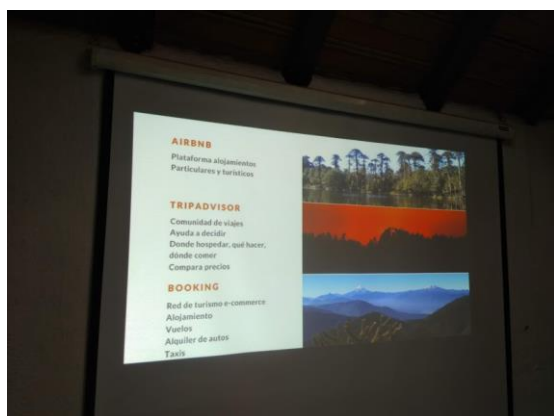 AIRBNB
Plataforma alojamientos
Particulares y turísticos
TRIPADVISOR
Comunidad de viajes
Ayuda a decidir
Donde hospedar, qué hacer,
dónde comer
Compara precios
BOOKING
Red de turismo e-commerce
Alojamiento
Vuelos
Alquiler de autos
Taxis